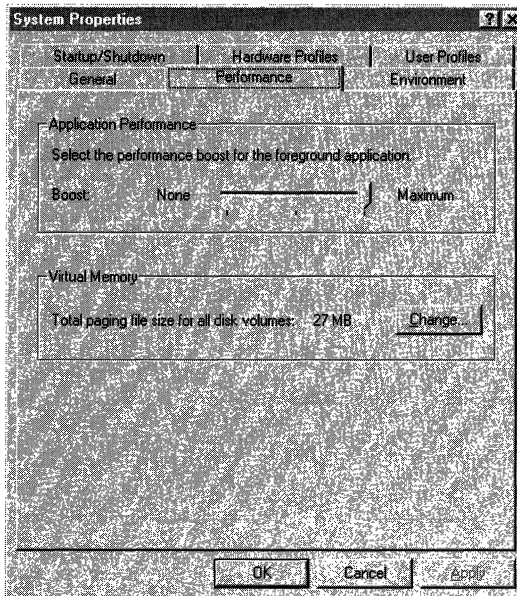 System Properties
Startup/Shutdown Hardware Profiles User Profiles
General Performance Environment
Application Performance
Select the performance boost for the foreground application.
Boost: None Maximum
Virtual Memory
Total paging file size for all disk volumes: 27 MB Change...
OK Cancel Apply